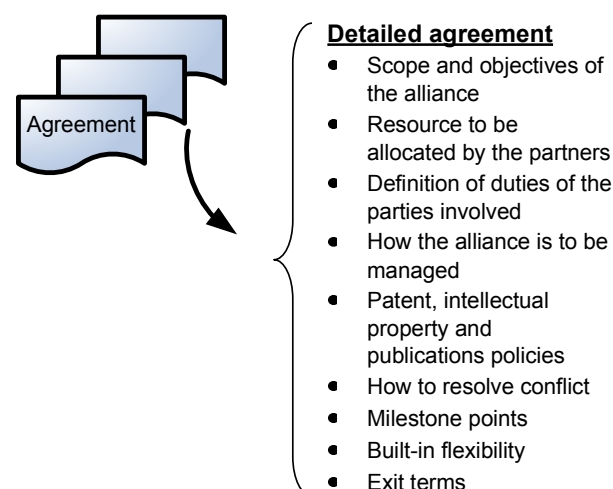 Agreement
Detailed agreement
• Scope and objectives of
the alliance
• Resource to be
allocated by the partners
• Definition of duties of the
parties involved
• How the alliance is to be
managed
• Patent, intellectual
property and
publications policies
• How to resolve conflict
• Milestone points
• Built-in flexibility
• Exit terms